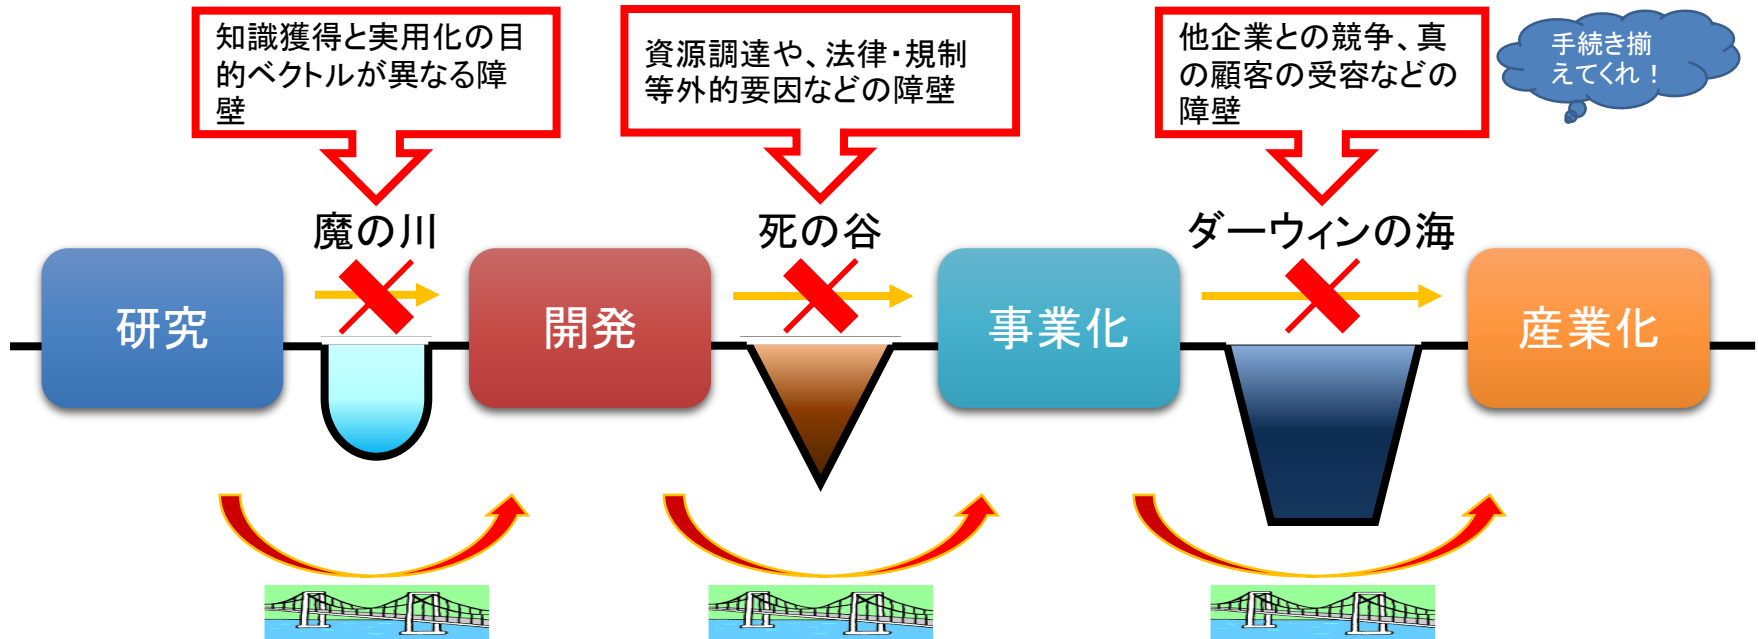 知識獲得と実用化の目
的ベクトルが異なる障
壁
資源調達や、法律・規制
等外的要因などの障壁
他企業との競争、真
の顧客の受容などの
障壁
手続き揃
えてくれ！
魔の川
死の谷
ダーウィンの海
研究
開発
事業化
産業化